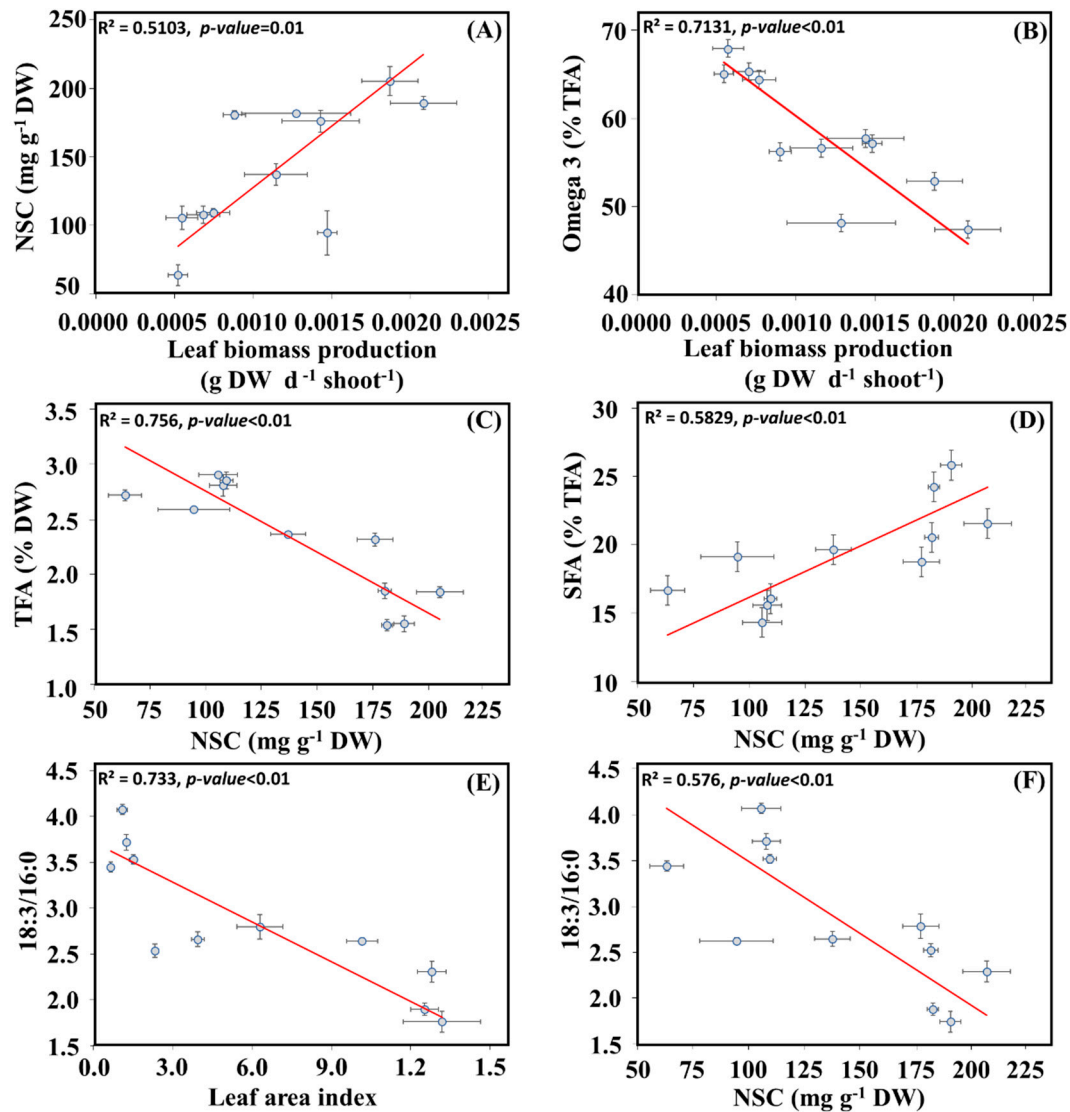 R² = 0.5103, p-value=0.01
(A)
250
200
150
100
50
NSC (mg g⁻¹ DW)
0.0000 0.0005 0.0010 0.0015 0.0020 0.0025
Leaf biomass production
(g DW d⁻¹ shoot⁻¹)
R² = 0.7131, p-value<0.01
(B)
70
60
50
40
Omega 3 (% TFA)
0.0000 0.0005 0.0010 0.0015 0.0020 0.0025
Leaf biomass production
(g DW d⁻¹ shoot⁻¹)
R² = 0.756, p-value<0.01
(C)
3.5
3.0
2.5
2.0
1.5
1.0
TFA (% DW)
50 75 100 125 150 175 200 225
NSC (mg g⁻¹ DW)
R² = 0.5829, p-value<0.01
(D)
30
25
20
15
10
SFA (% TFA)
50 75 100 125 150 175 200 225
NSC (mg g⁻¹ DW)
R² = 0.733, p-value<0.01
(E)
4.5
4.0
3.5
3.0
2.5
2.0
1.5
18:3/16:0
0.0 3.0 6.0 9.0 1.2 1.5
Leaf area index
R² = 0.576, p-value<0.01
(F)
4.5
4.0
3.5
3.0
2.5
2.0
1.5
18:3/16:0
50 75 100 125 150 175 200 225
NSC (mg g⁻¹ DW)